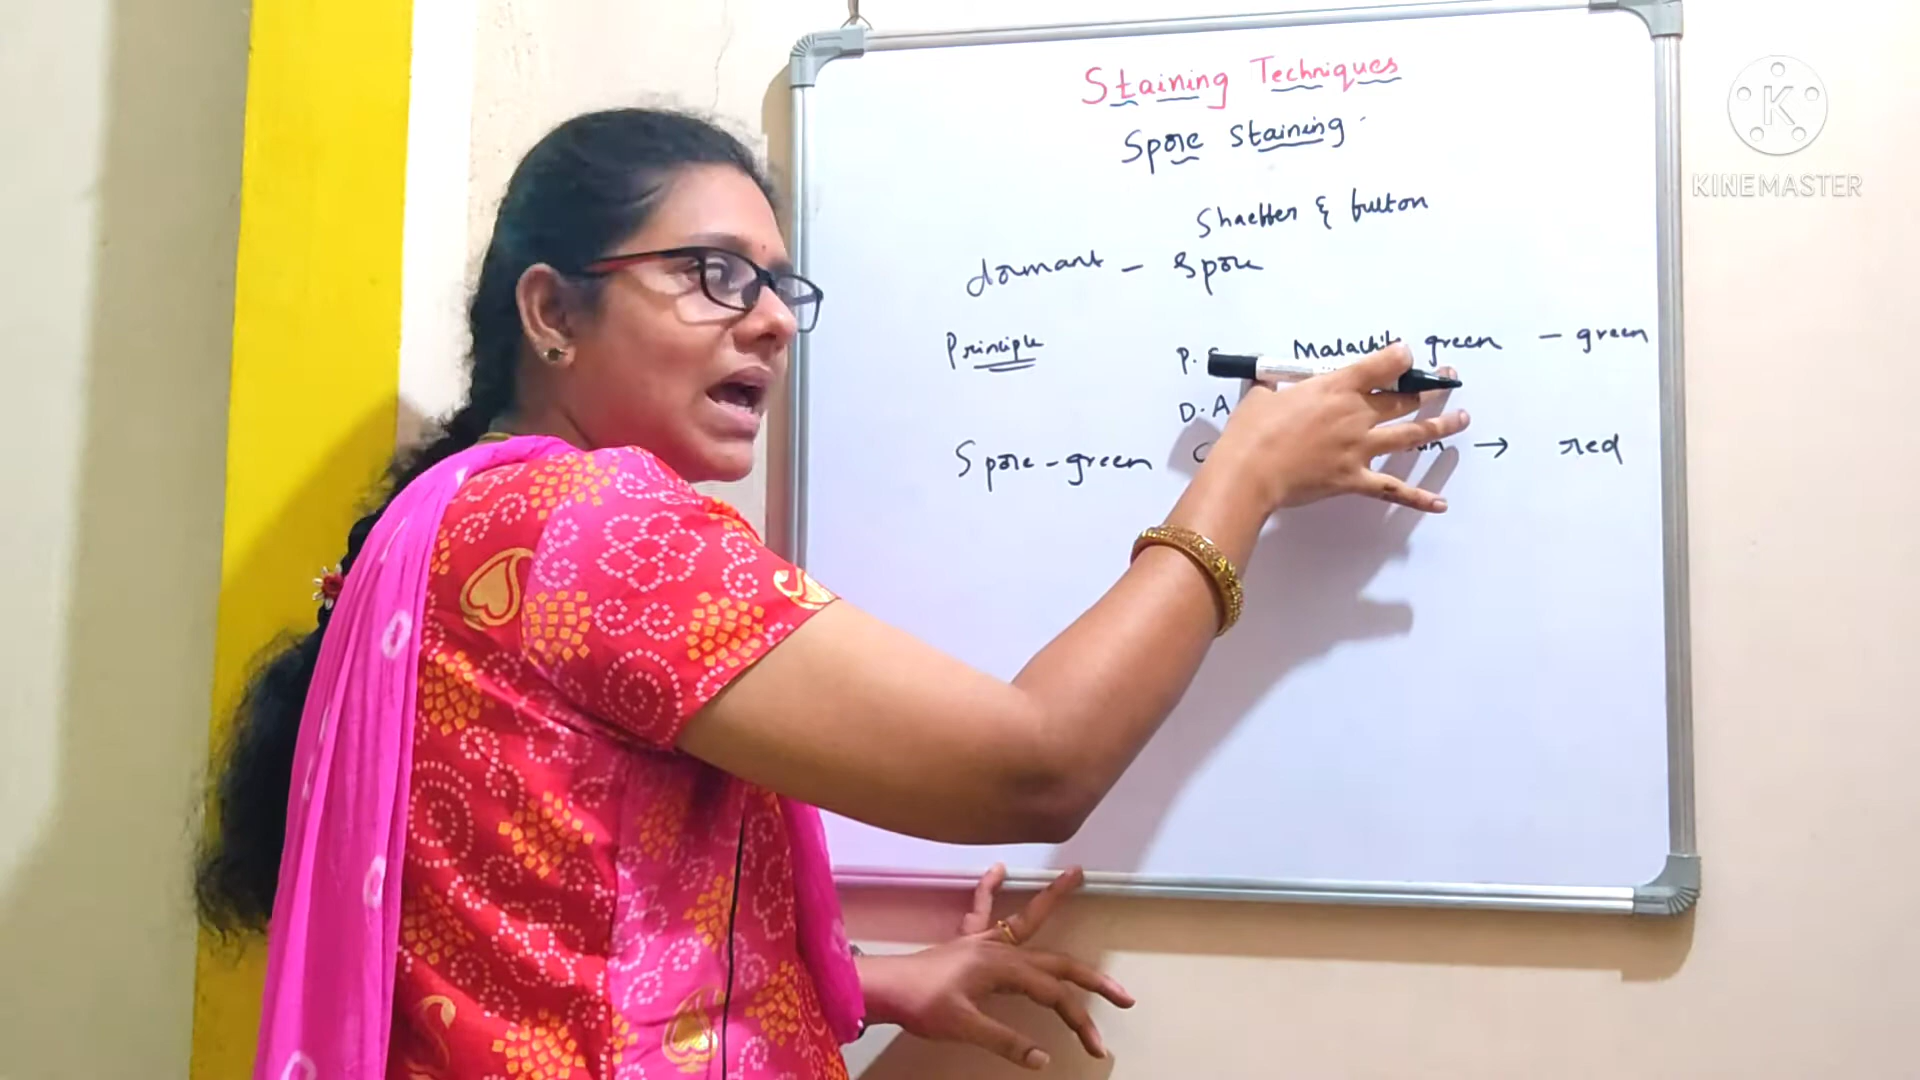 Staining Techniques
Spore staining
Shaeffer & fulton
dormant - Spore
Principle P. Malachite green - green
D.A
Spore-green → red
K
KINEMASTER